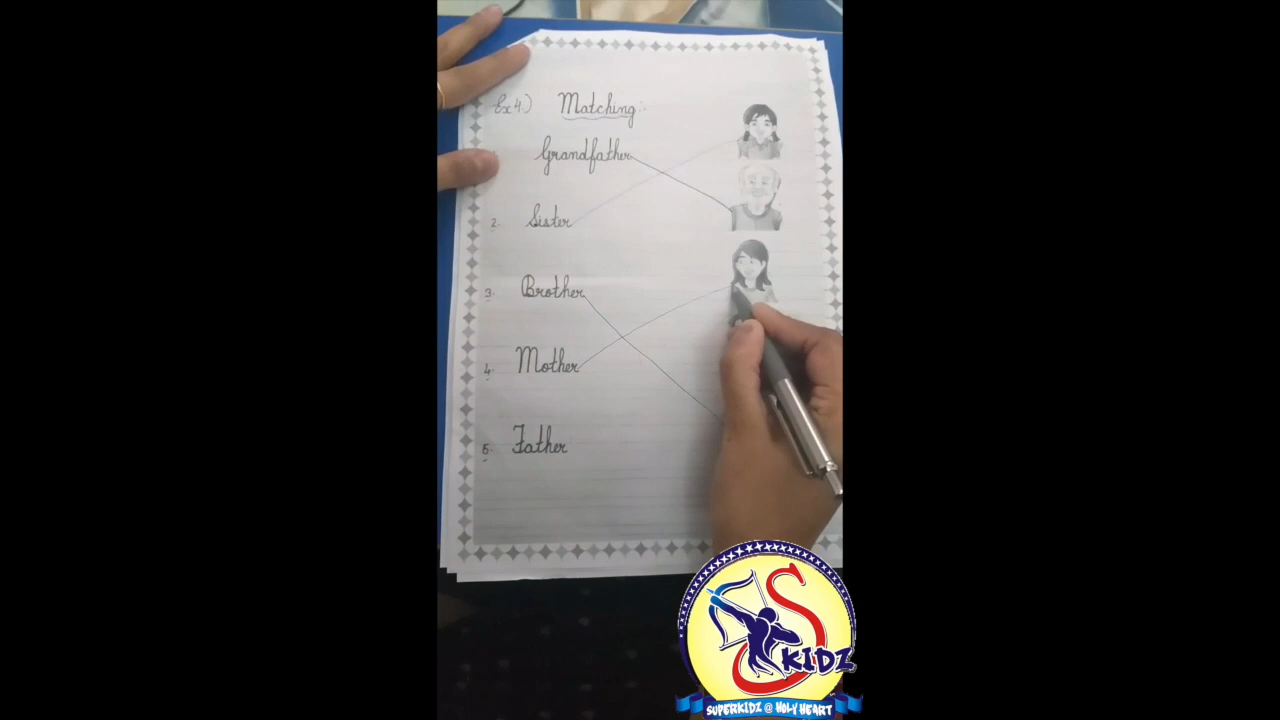 Ex 4.) Matching :-
Grandfather
2. Sister
3. Brother
4. Mother
5. Father
S KIDZ
SUPERKIDZ @ HOLY HEART